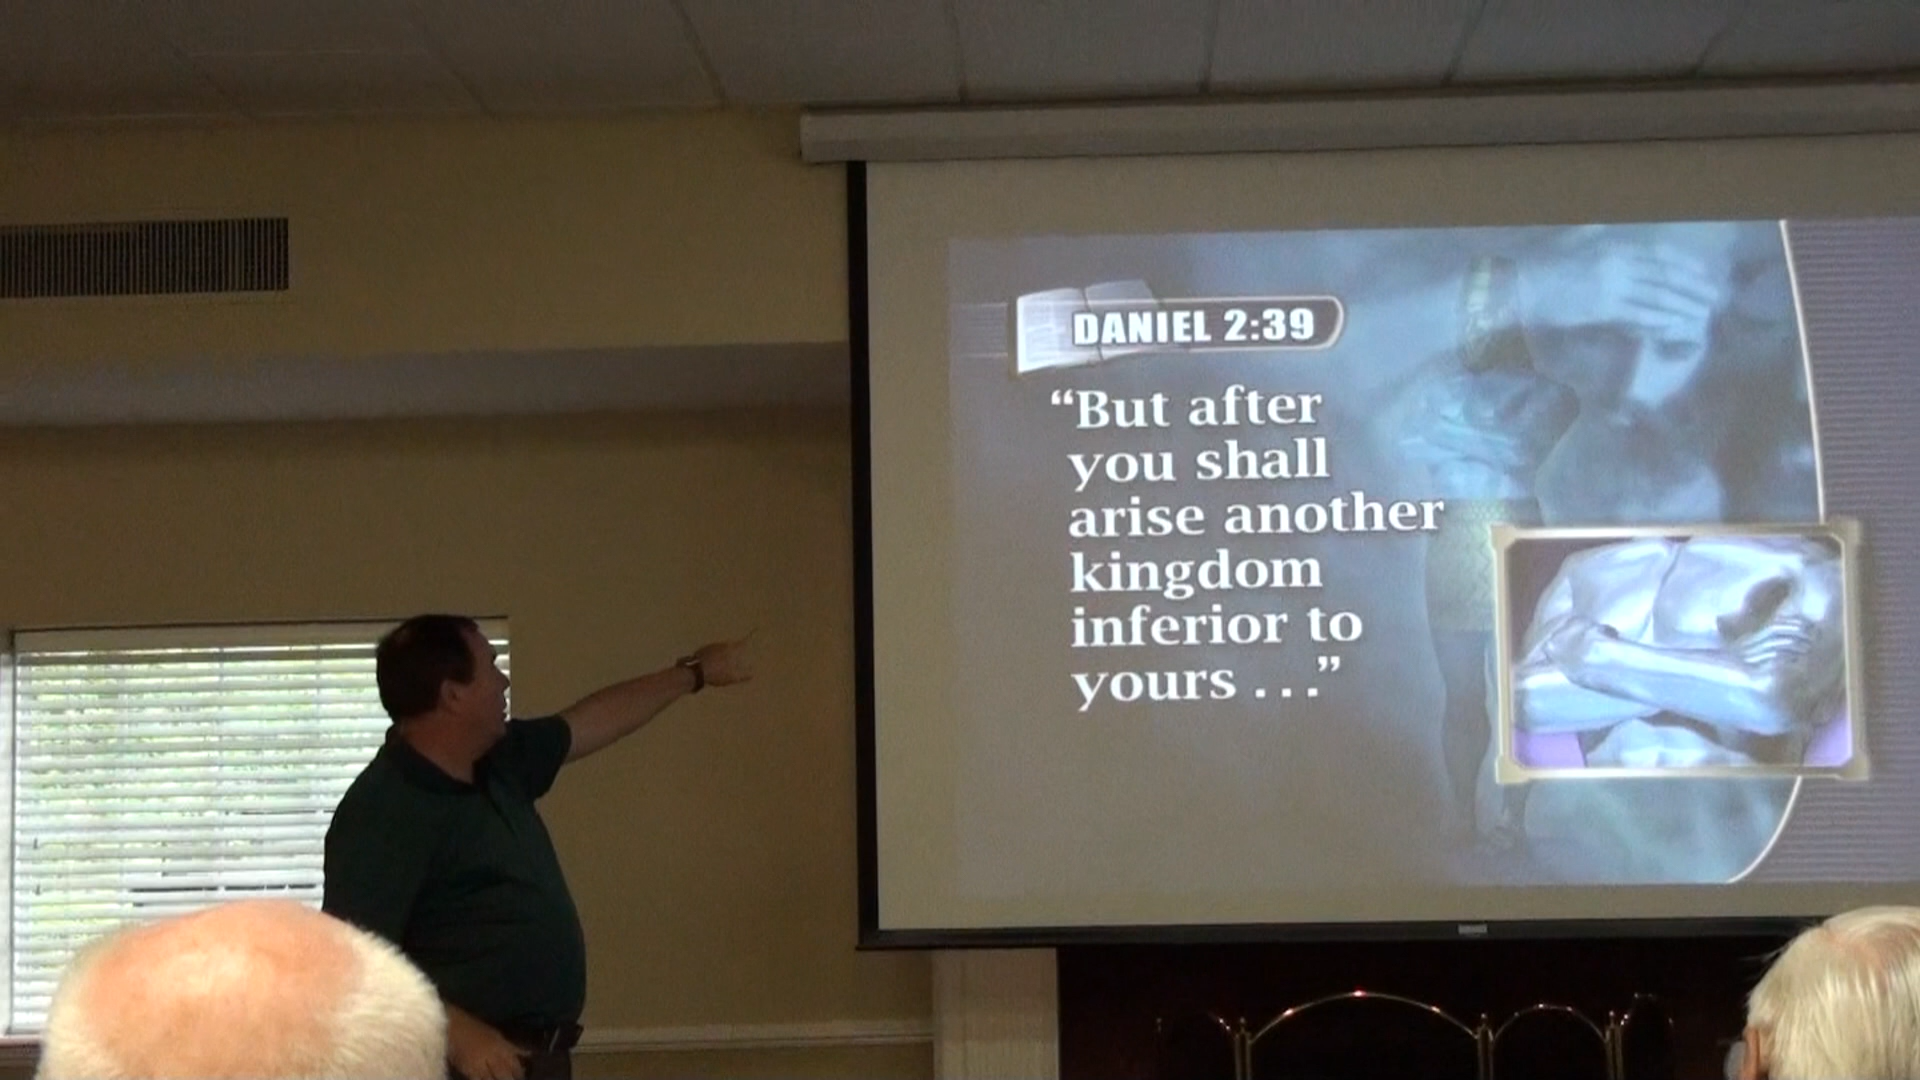 DANIEL 2:39
“But after
you shall
arise another
kingdom
inferior to
yours . . .”